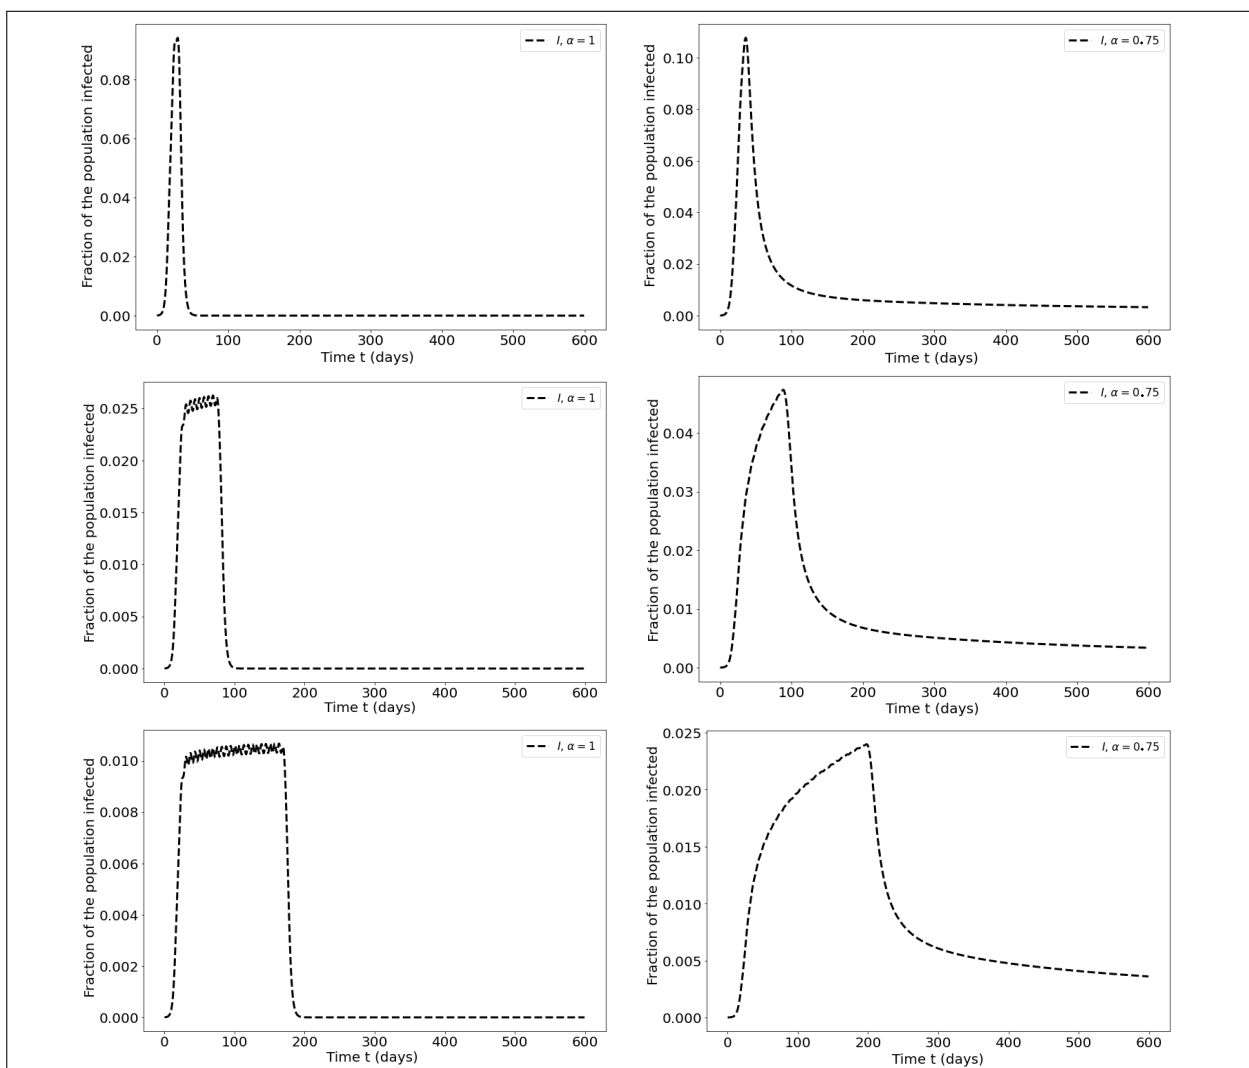 I, α = 1
Fraction of the population infected
0.08
0.06
0.04
0.02
0.00
0 100 200 300 400 500 600
Time t (days)
I, α = 0.75
Fraction of the population infected
0.10
0.08
0.06
0.04
0.02
0.00
0 100 200 300 400 500 600
Time t (days)
I, α = 1
Fraction of the population infected
0.025
0.020
0.015
0.010
0.005
0.000
0 100 200 300 400 500 600
Time t (days)
I, α = 0.75
Fraction of the population infected
0.04
0.03
0.02
0.01
0.00
0 100 200 300 400 500 600
Time t (days)
I, α = 1
Fraction of the population infected
0.010
0.008
0.006
0.004
0.002
0.000
0 100 200 300 400 500 600
Time t (days)
I, α = 0.75
Fraction of the population infected
0.025
0.020
0.015
0.010
0.005
0.000
0 100 200 300 400 500 600
Time t (days)